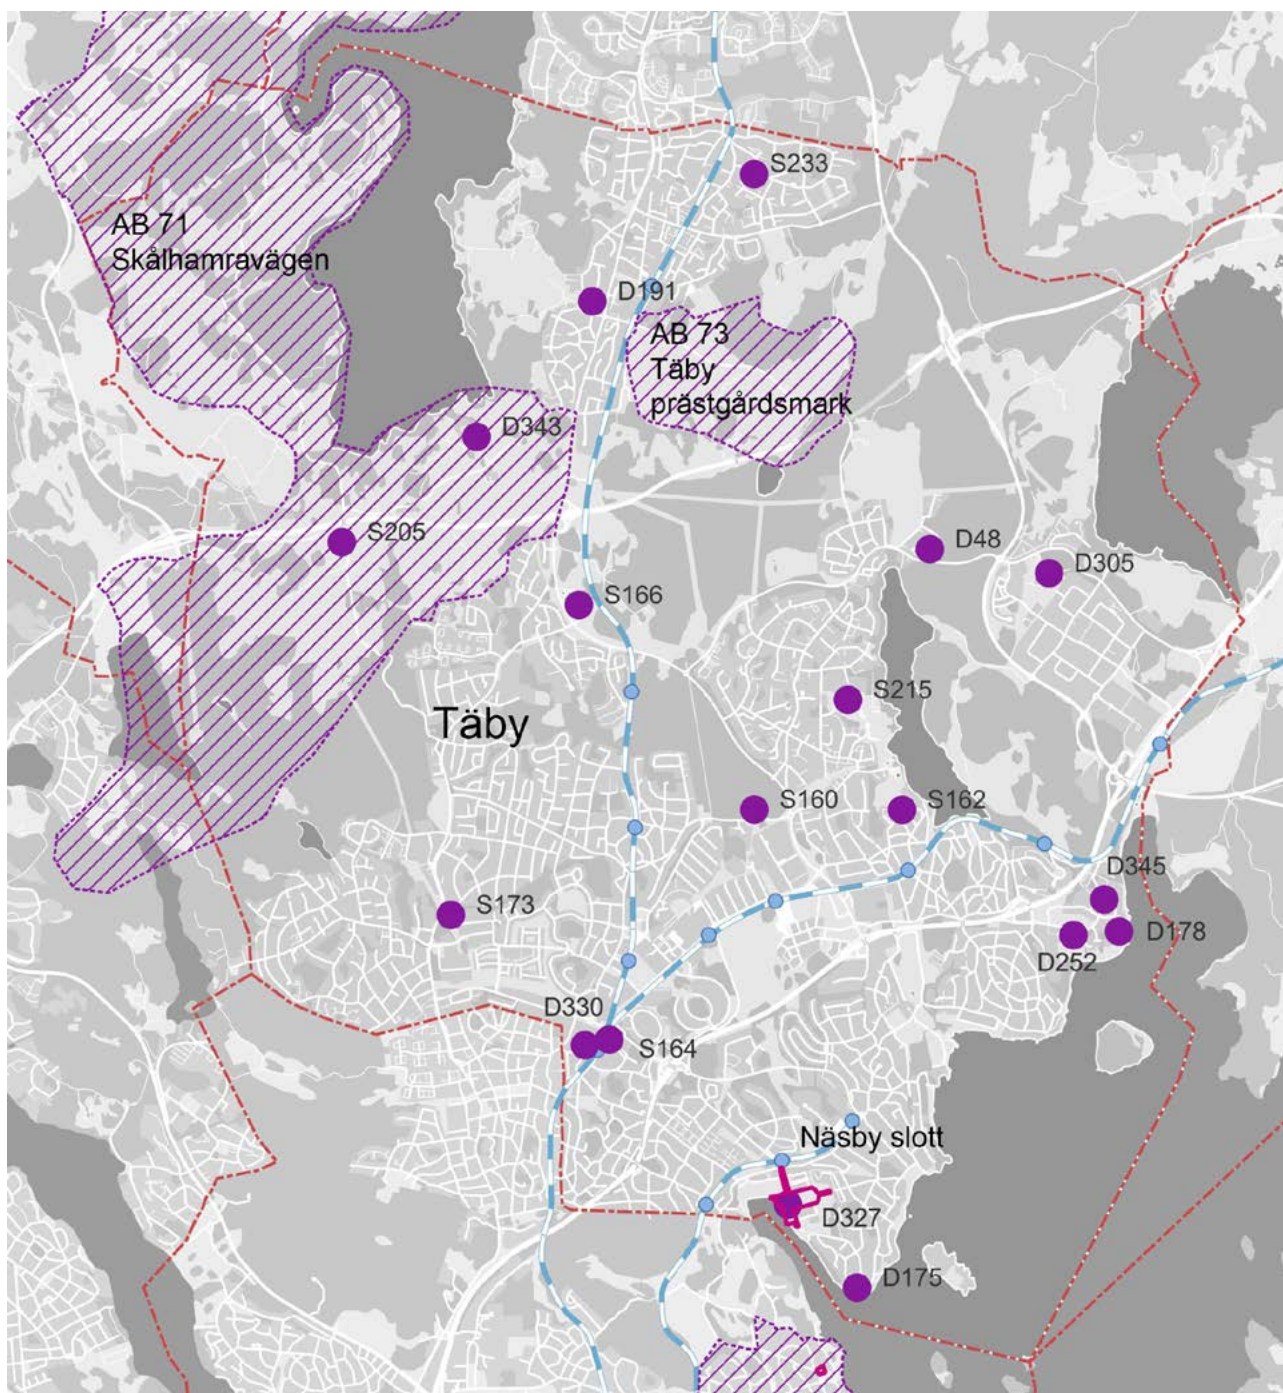 S233
AB 71
Skålhamravägen
D191
AB 73
Täby
prästgårdsmark
D343
S205
D48
D305
S166
S215
Täby
S160
S162
D345
S173
D178
D252
D330
S164
Näsby slott
D327
D175